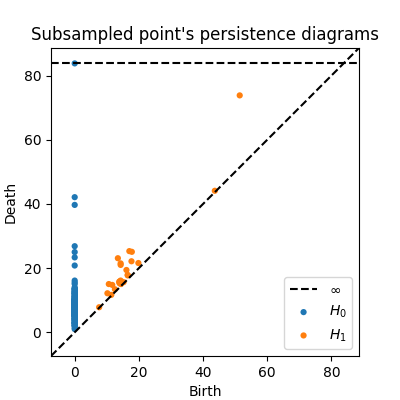 Subsampled point's persistence diagrams
80
60
40
20
0
Death
0 20 40 60 80
Birth
∞
H₀
H₁